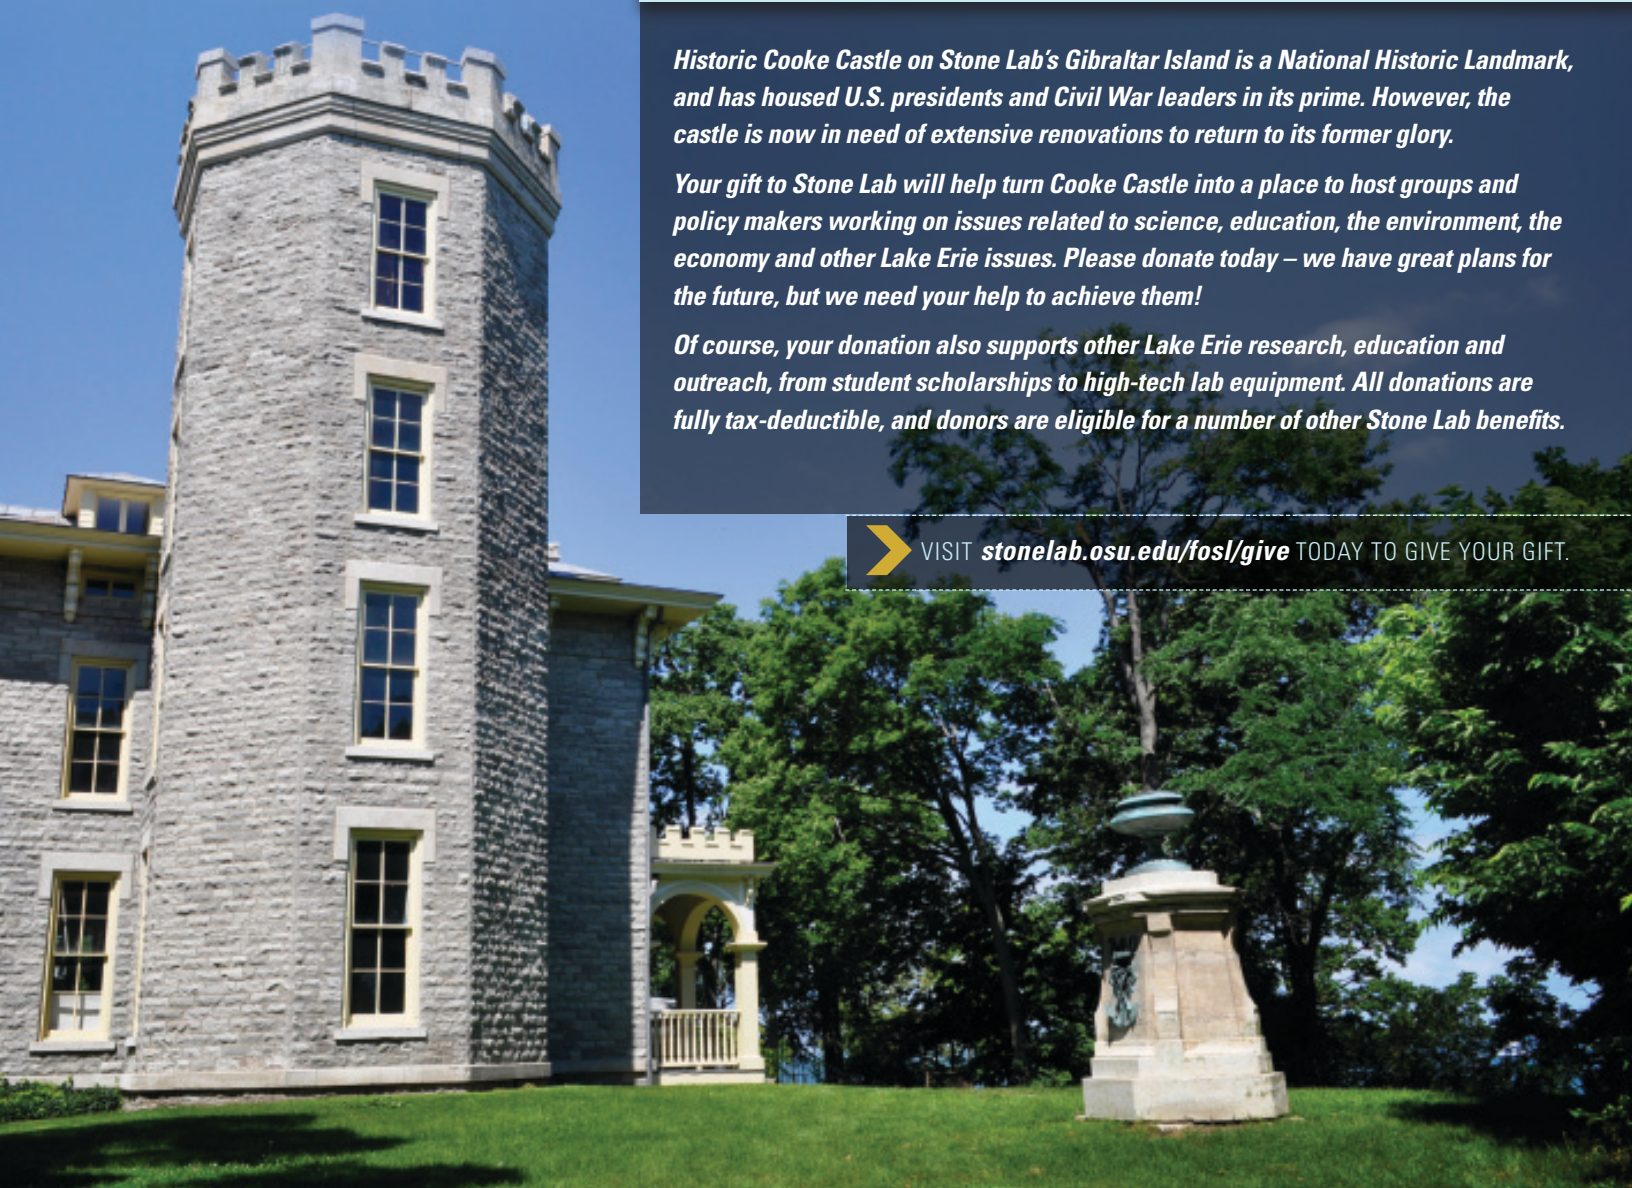 Historic Cooke Castle on Stone Lab's Gibraltar Island is a National Historic Landmark,
and has housed U.S. presidents and Civil War leaders in its prime. However, the
castle is now in need of extensive renovations to return to its former glory.
Your gift to Stone Lab will help turn Cooke Castle into a place to host groups and
policy makers working on issues related to science, education, the environment, the
economy and other Lake Erie issues. Please donate today – we have great plans for
the future, but we need your help to achieve them!
Of course, your donation also supports other Lake Erie research, education and
outreach, from student scholarships to high-tech lab equipment. All donations are
fully tax-deductible, and donors are eligible for a number of other Stone Lab benefits.
VISIT stonelab.osu.edu/fosl/give TODAY TO GIVE YOUR GIFT.